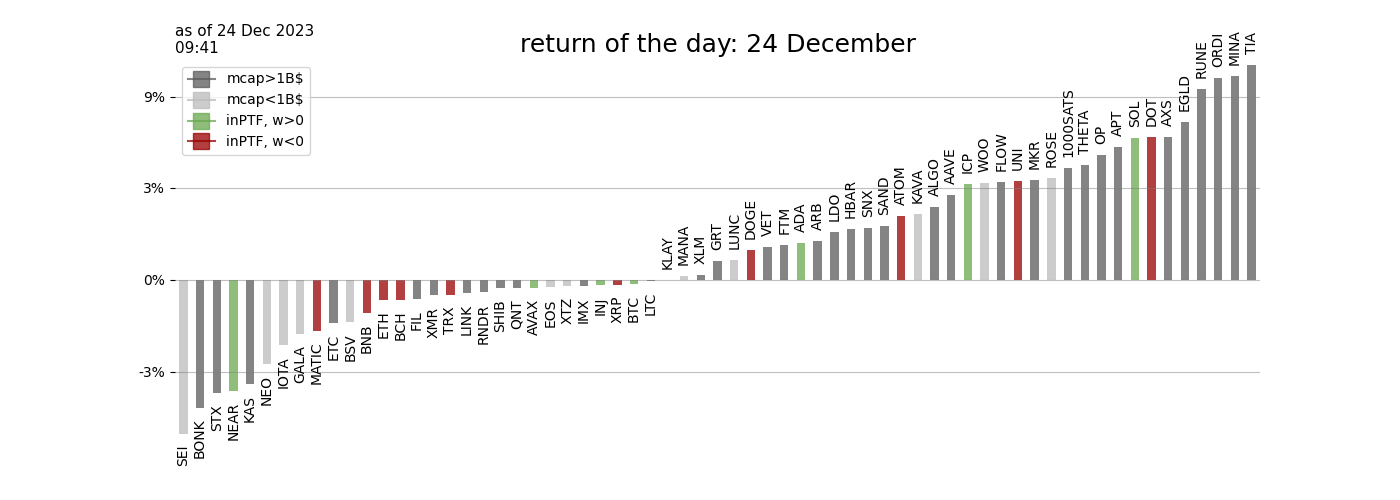 as of 24 Dec 2023
09:41
return of the day: 24 December
mcap>1B$
mcap<1B$
inPTF, w>0
inPTF, w<0
9%
3%
0%
-3%
SEI
BONK
STX
NEAR
KAS
NEO
IOTA
GALA
MATIC
ETC
BSV
BNB
ETH
BCH
FIL
XMR
TRX
LINK
RNDR
SHIB
QNT
AVAX
EOS
XTZ
IMX
INJ
XRP
BTC
LTC
KLAY
MANA
XLM
GRT
LUNC
DOGE
VET
FTM
ADA
ARB
LDO
HBAR
SNX
SAND
ATOM
KAVA
ALGO
AAVE
ICP
WOO
FLOW
UNI
MKR
ROSE
1000SATS
THETA
OP
APT
SOL
DOT
AXS
EGLD
RUNE
ORDI
MINA
TIA